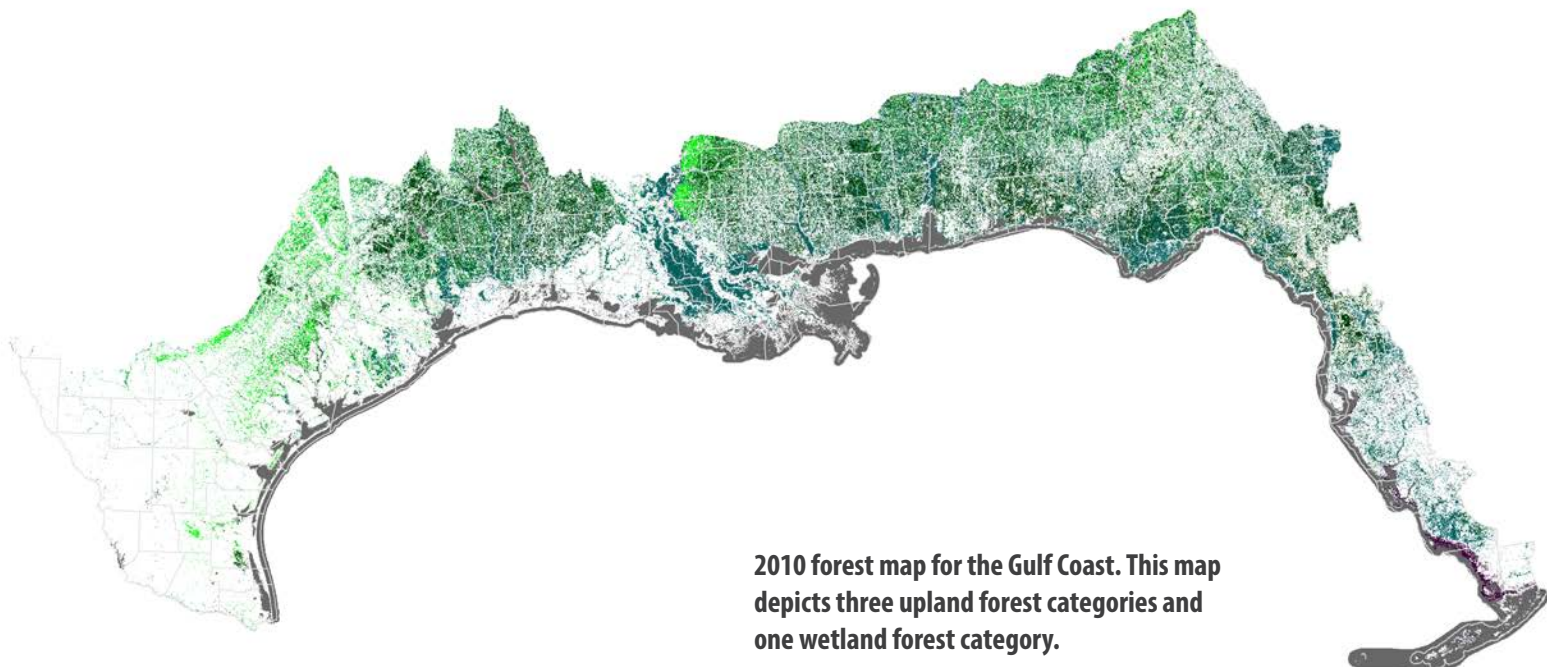 2010 forest map for the Gulf Coast. This map
depicts three upland forest categories and
one wetland forest category.